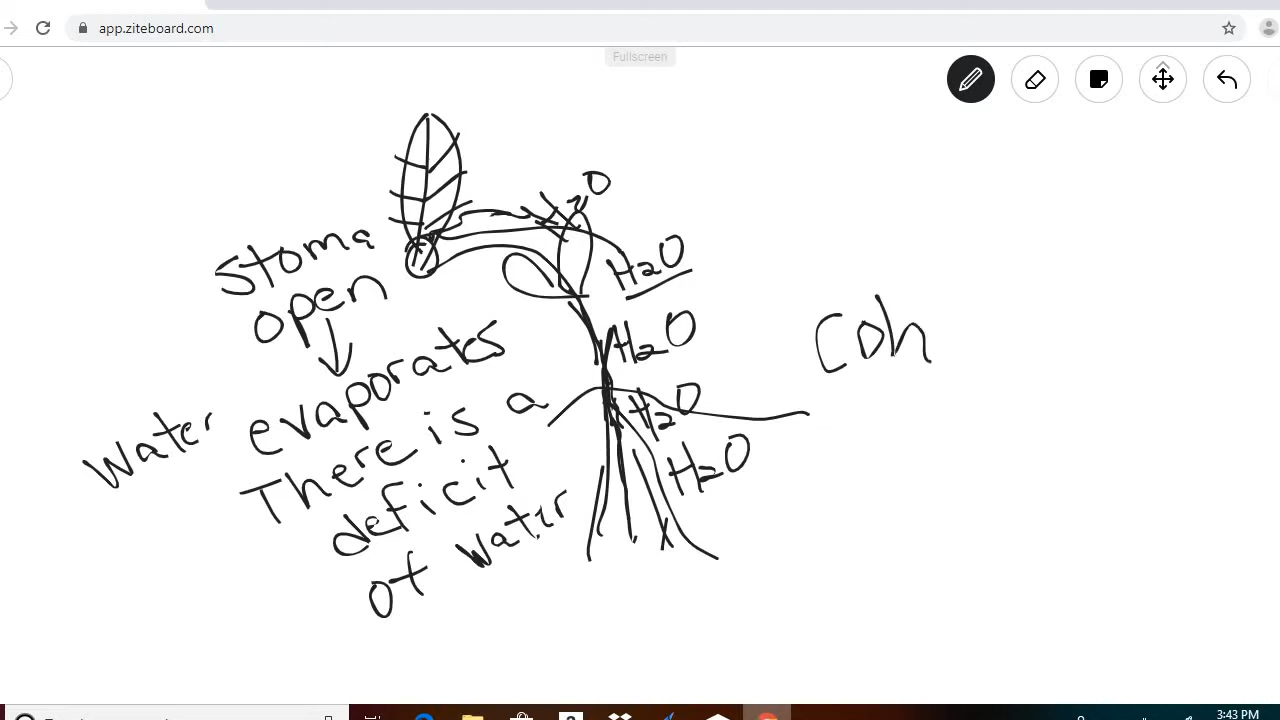 app.ziteboard.com
Fullscreen
H2O
H2O
H2O
H2O
H2O
Stoma
open
Water evaporates
There is a
deficit
of water
Coh
3:43 PM